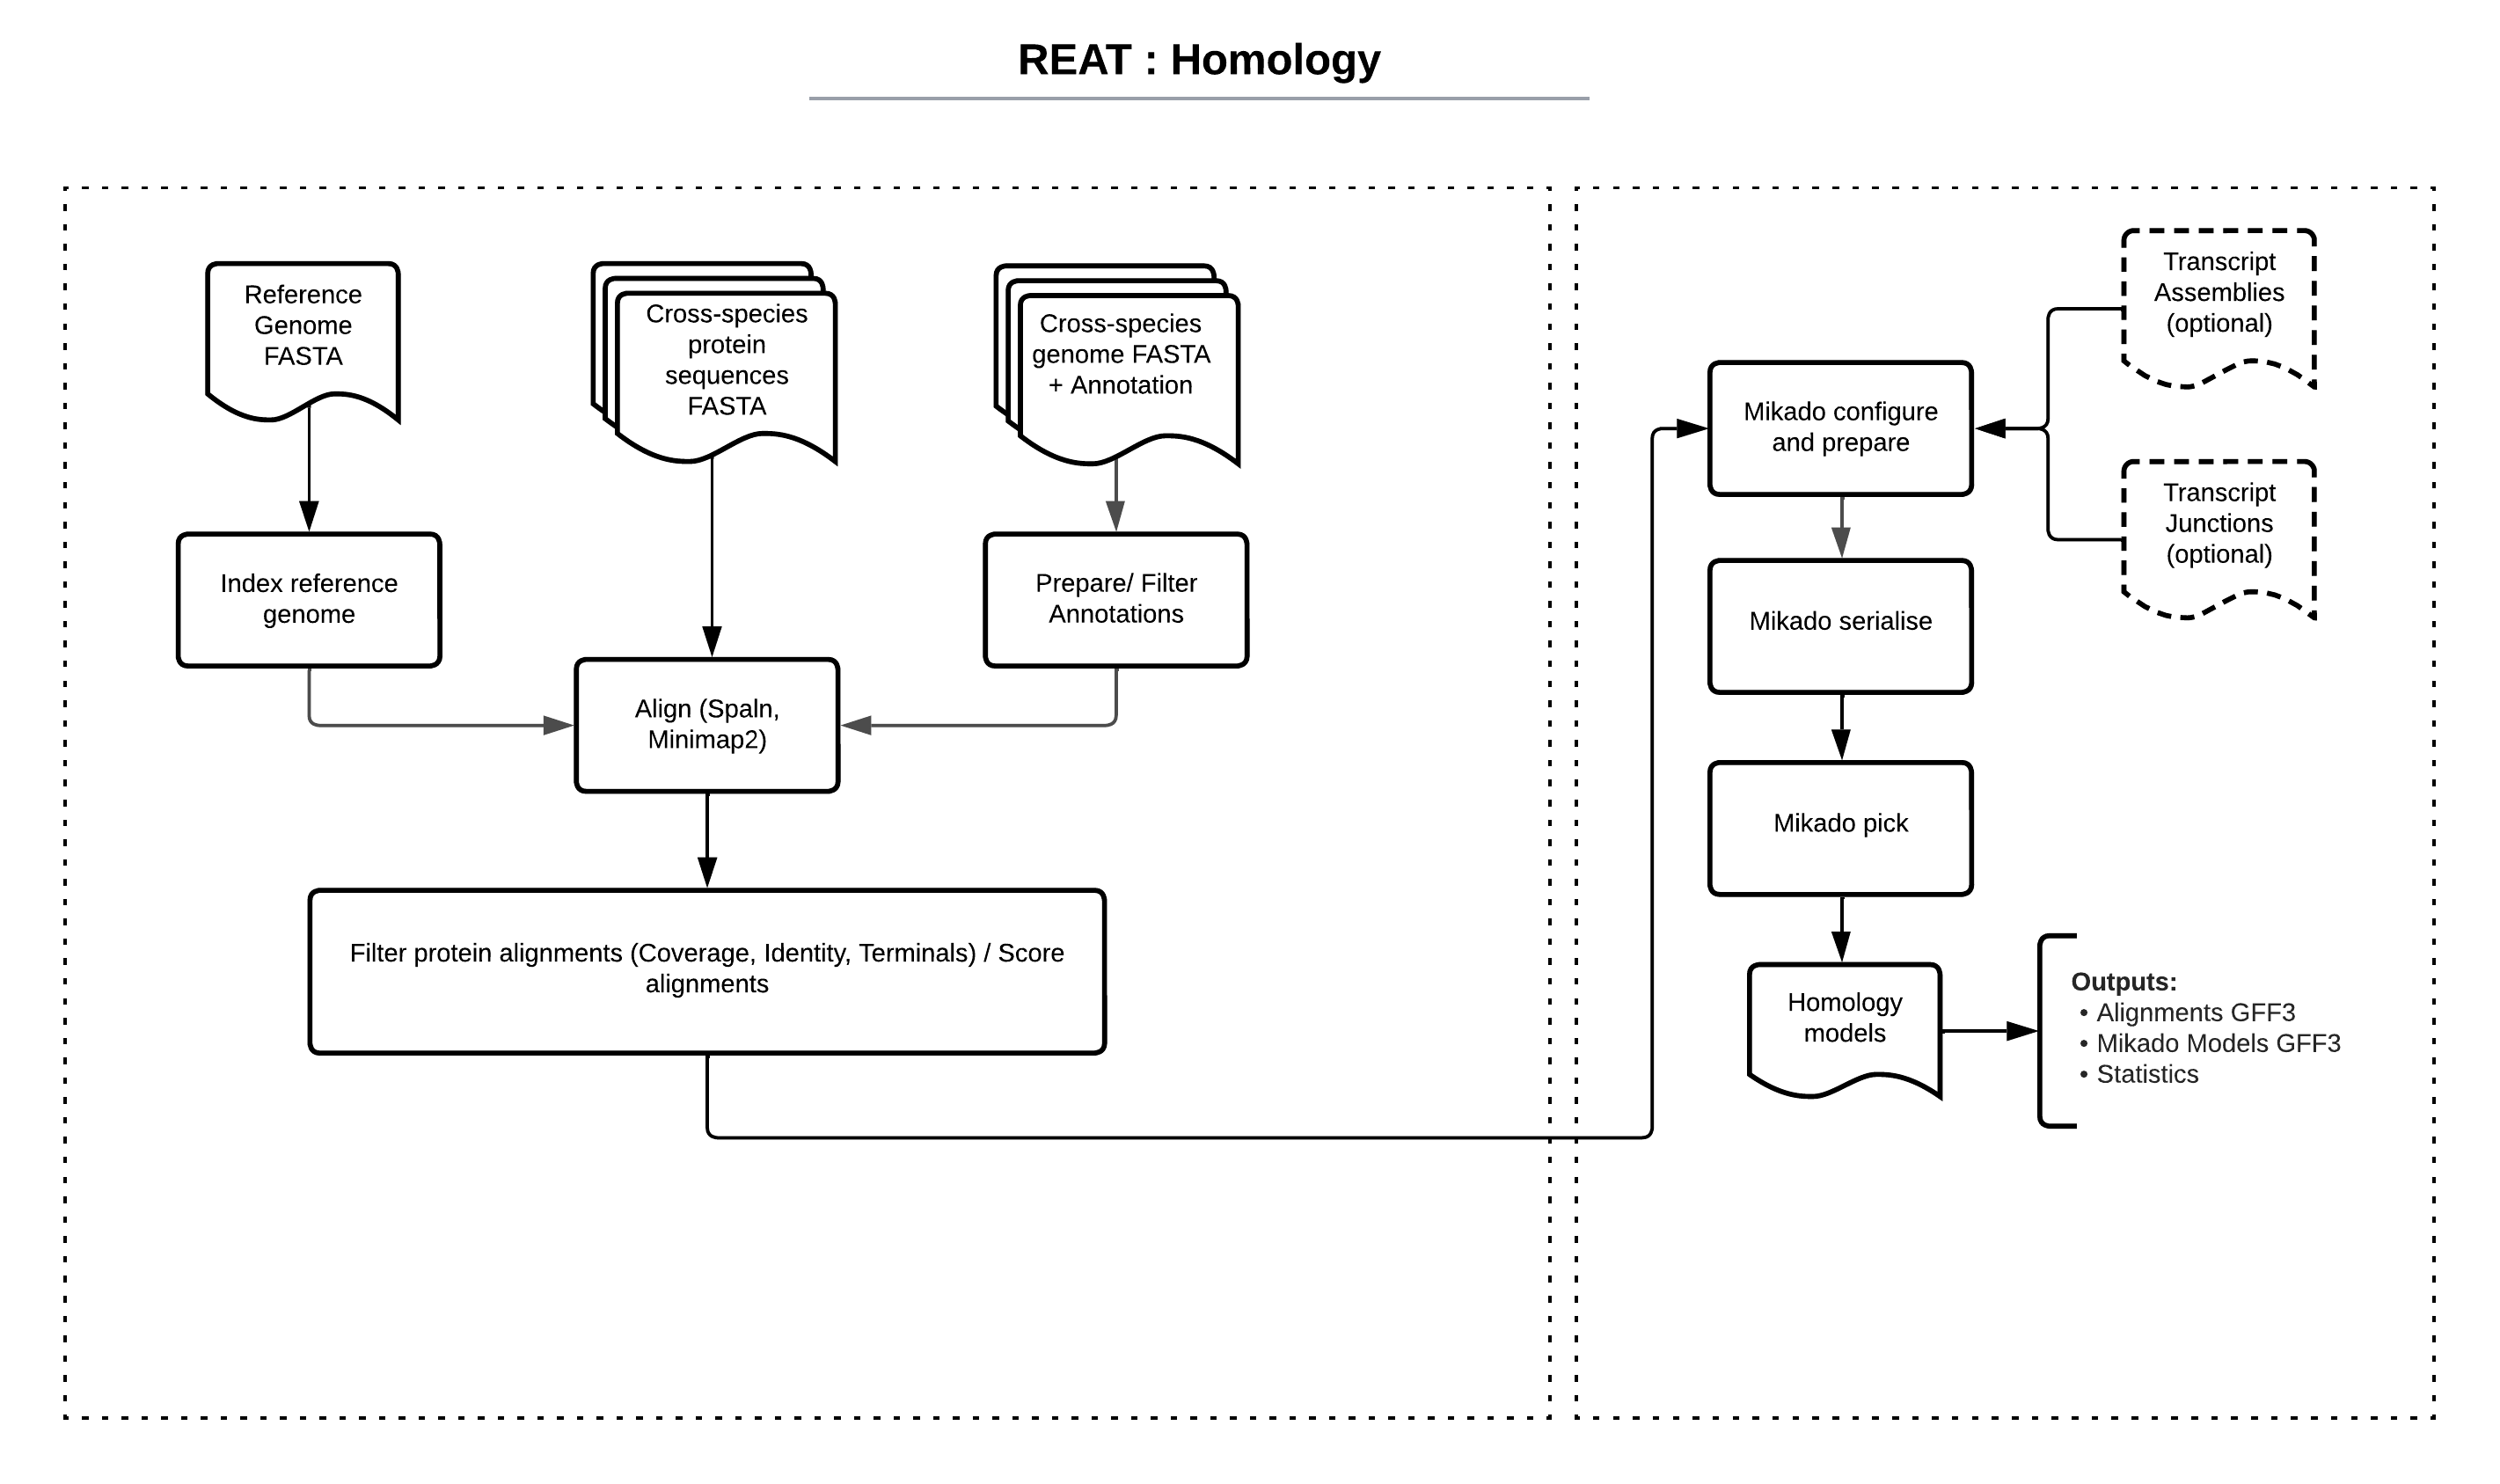 REAT : Homology
Reference
Genome
FASTA
Cross-species
protein
sequences
FASTA
Cross-species
genome FASTA
+ Annotation
Index reference
genome
Prepare/ Filter
Annotations
Align (Spaln,
Minimap2)
Filter protein alignments (Coverage, Identity, Terminals) / Score
alignments
Transcript
Assemblies
(optional)
Mikado configure
and prepare
Transcript
Junctions
(optional)
Mikado serialise
Mikado pick
Homology
models
Outputs:
• Alignments GFF3
• Mikado Models GFF3
• Statistics